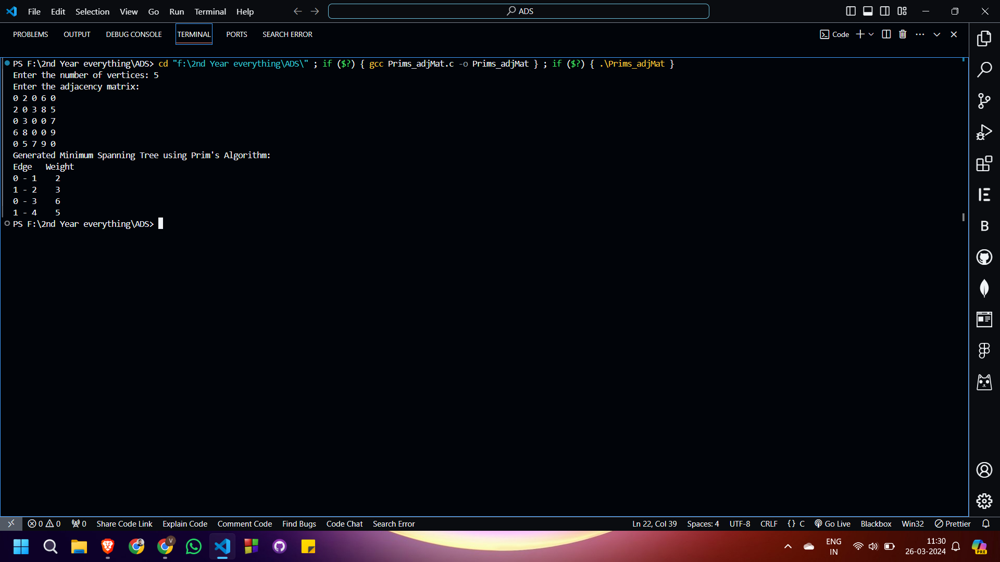 File Edit Selection View Go Run Terminal Help ADS
PROBLEMS OUTPUT DEBUG CONSOLE TERMINAL PORTS SEARCH ERROR Code
PS F:\2nd Year everything\ADS> cd "f:\2nd Year everything\ADS\" ; if ($?) { gcc Prims_adjMat.c -o Prims_adjMat } ; if ($?) { .\Prims_adjMat }
Enter the number of vertices: 5
Enter the adjacency matrix:
0 2 0 6 0
2 0 3 8 5
0 3 0 0 7
6 8 0 0 9
0 5 7 9 0
Generated Minimum Spanning Tree using Prim's Algorithm:
Edge   Weight
0 - 1    2
1 - 2    3
0 - 3    6
1 - 4    5
PS F:\2nd Year everything\ADS>
B
0 0 0 Share Code Link Explain Code Comment Code Find Bugs Code Chat Search Error Ln 22, Col 39 Spaces: 4 UTF-8 CRLF {} C Go Live Blackbox Win32 Prettier
V
ENG
IN
11:30
26-03-2024
PRE